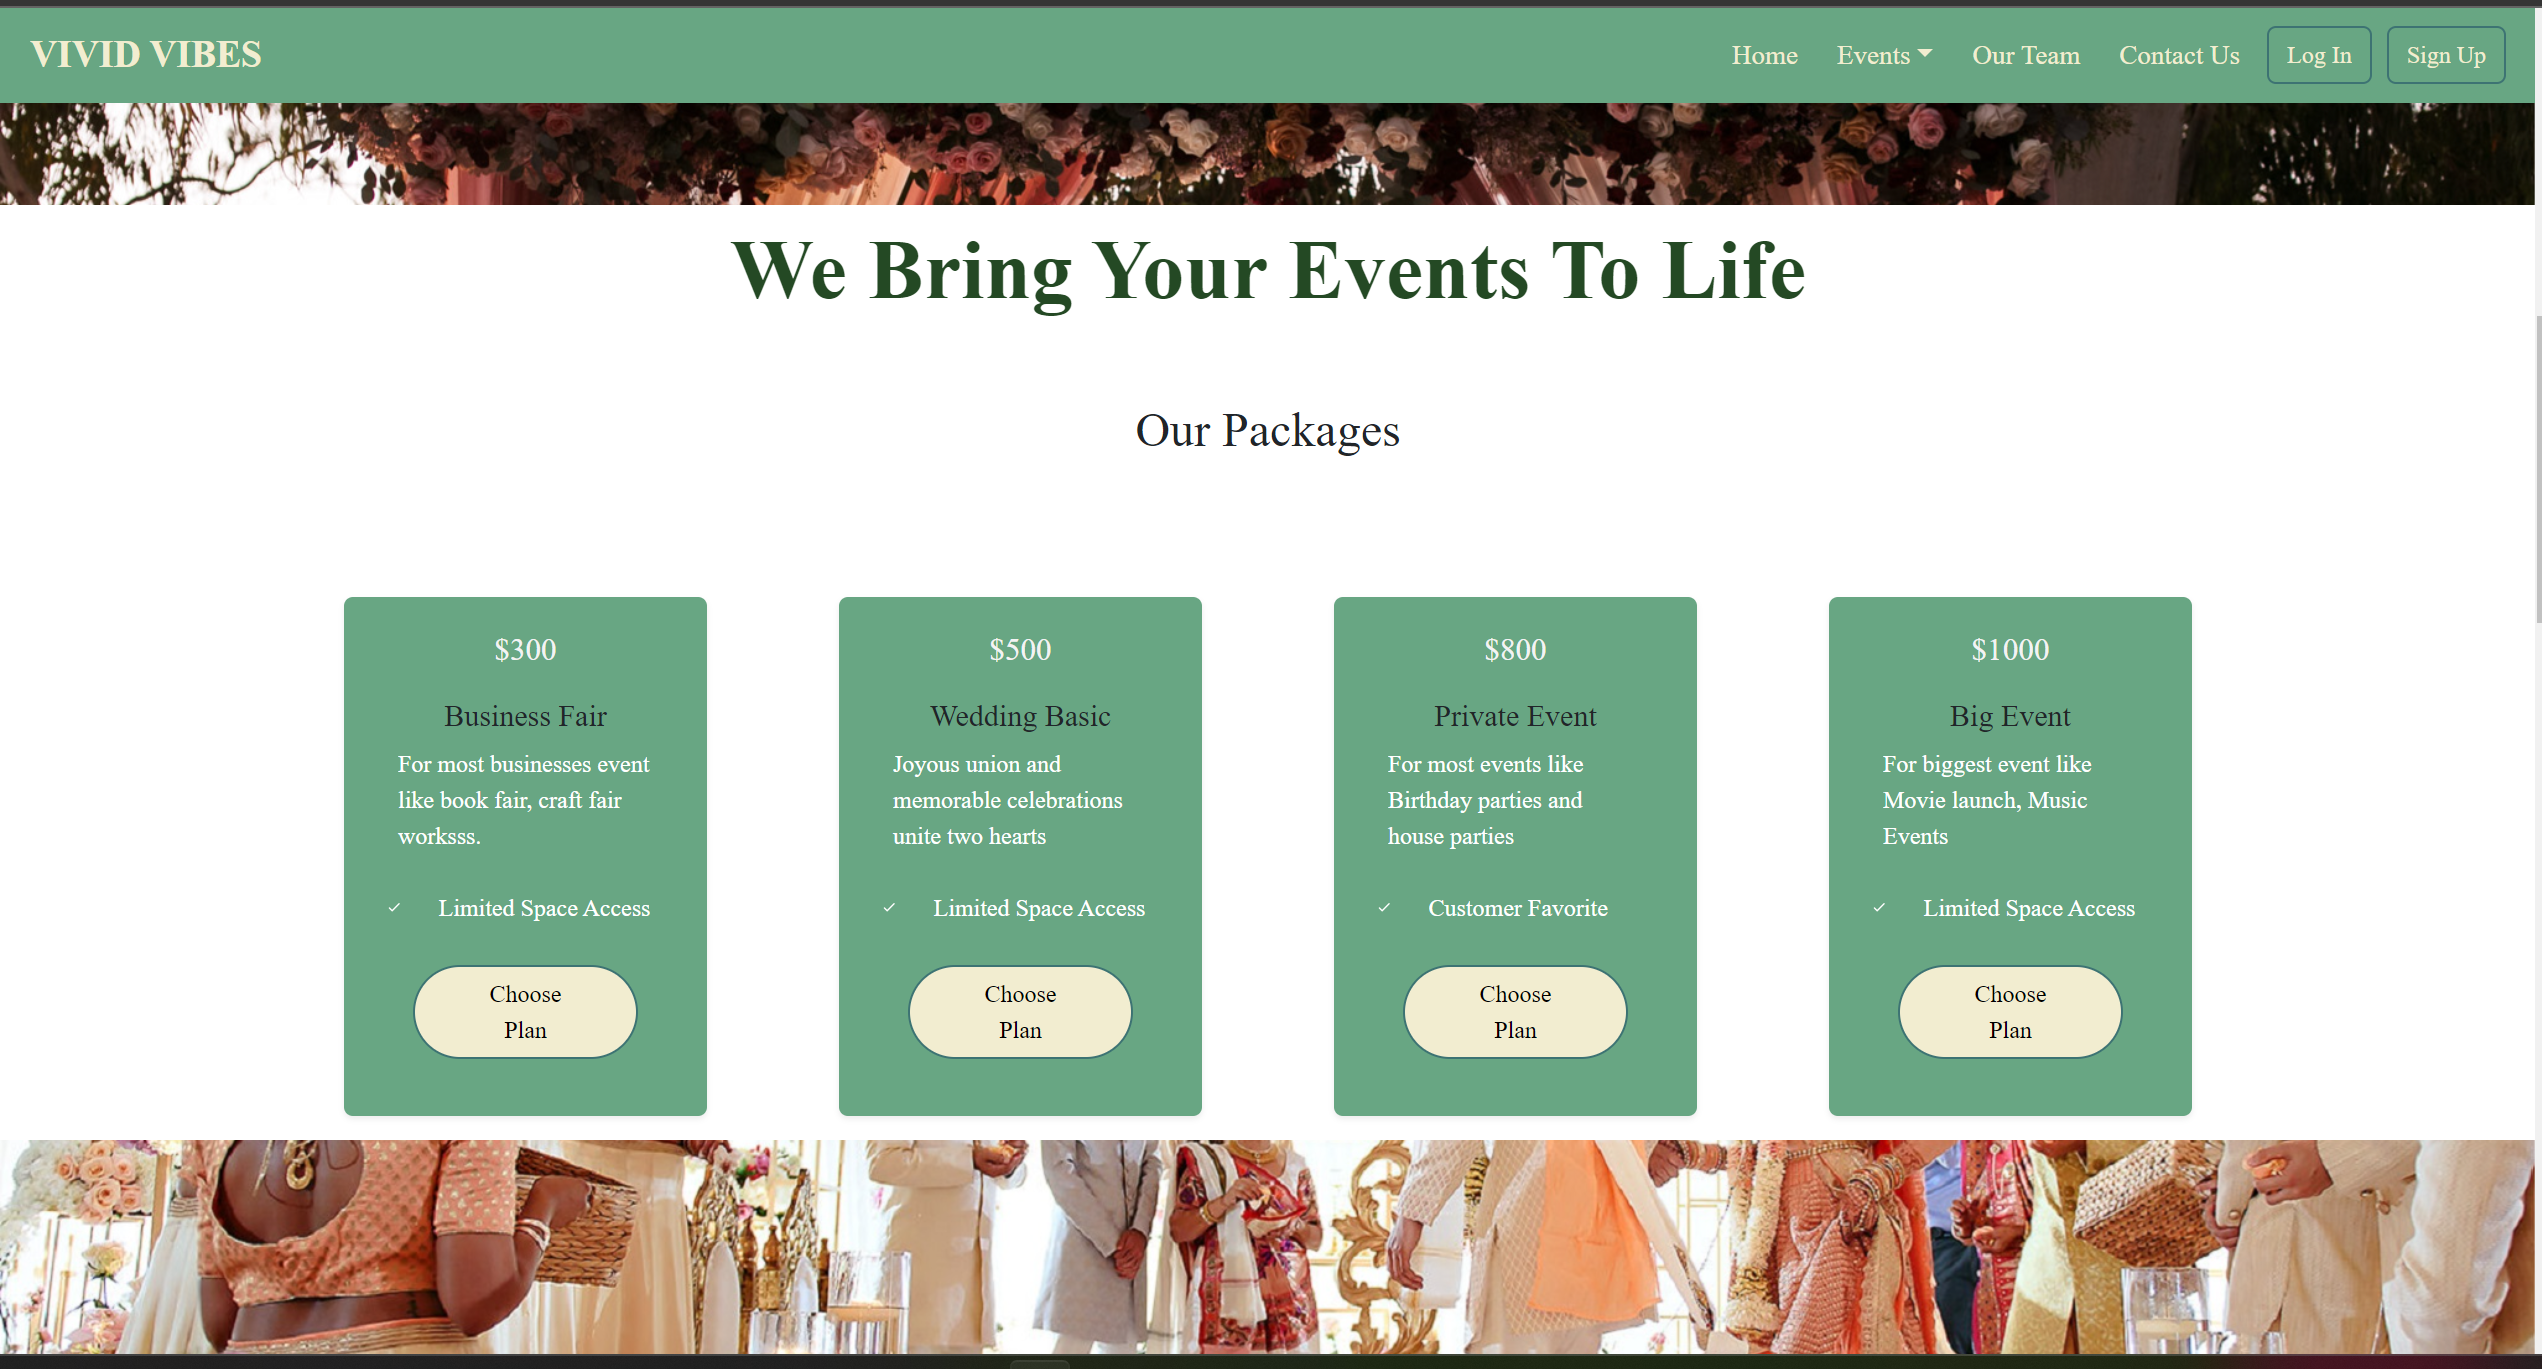 VIVID VIBES
Home Events Our Team Contact Us Log In Sign Up
We Bring Your Events To Life
Our Packages
$300
Business Fair
For most businesses event
like book fair, craft fair
worksss.
Limited Space Access
Choose
Plan
$500
Wedding Basic
Joyous union and
memorable celebrations
unite two hearts
Limited Space Access
Choose
Plan
$800
Private Event
For most events like
Birthday parties and
house parties
Customer Favorite
Choose
Plan
$1000
Big Event
For biggest event like
Movie launch, Music
Events
Limited Space Access
Choose
Plan